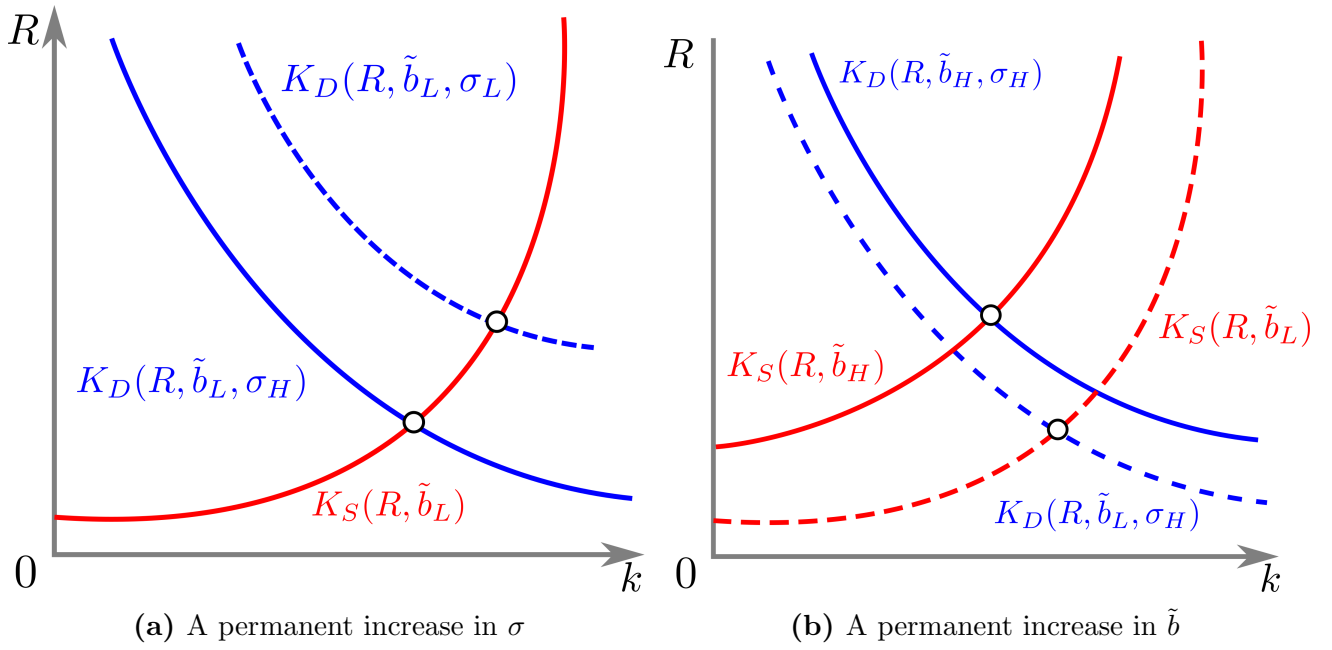 R
K_D(R, b̃_L, σ_L)
K_D(R, b̃_L, σ_H)
K_S(R, b̃_L)
0
k
(a) A permanent increase in σ
R
K_D(R, b̃_H, σ_H)
K_S(R, b̃_L)
K_S(R, b̃_H)
K_D(R, b̃_L, σ_H)
0
k
(b) A permanent increase in b̃